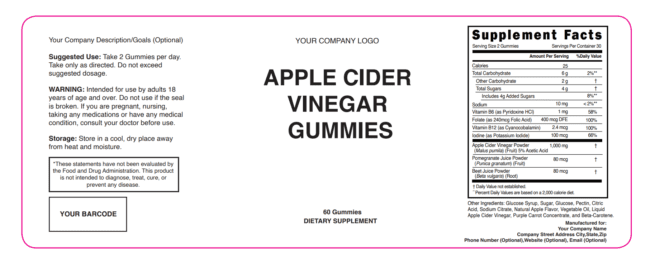 Your Company Description/Goals (Optional)
Suggested Use: Take 2 Gummies per day.
Take only as directed. Do not exceed
suggested dosage.
WARNING: Intended for use by adults 18
years of age and over. Do not use if the seal
is broken. If you are pregnant, nursing,
taking any medications or have any medical
condition, consult your doctor before use.
Storage: Store in a cool, dry place away
from heat and moisture.
*These statements have not been evaluated by
the Food and Drug Administration. This product
is not intended to diagnose, treat, cure, or
prevent any disease.
YOUR BARCODE
YOUR COMPANY LOGO
APPLE CIDER
VINEGAR
GUMMIES
60 Gummies
DIETARY SUPPLEMENT
Supplement Facts
Serving Size 2 Gummies Servings Per Container 30
Amount Per Serving %Daily Value
Calories 25
Total Carbohydrate 6 g 2%**
Other Carbohydrate 2 g †
Total Sugars 4 g †
Includes 4g Added Sugars 8%**
Sodium 10 mg <2%**
Vitamin B6 (as Pyridoxine HCl) 1 mg 58%
Folate (as 240mcg Folic Acid) 400 mcg DFE 100%
Vitamin B12 (as Cyanocobalamin) 2.4 mcg 100%
Iodine (as Potassium Iodide) 100 mcg 66%
Apple Cider Vinegar Powder 1,000 mg †
(Malus pumila) (Fruit) 5% Acetic Acid
Pomegranate Juice Powder 80 mcg †
(Punica granatum) (Fruit)
Beet Juice Powder 80 mcg †
(Beta vulgaris) (Root)
† Daily Value not established.
**Percent Daily Values are based on a 2,000 calorie diet.
Other Ingredients: Glucose Syrup, Sugar, Glucose, Pectin, Citric
Acid, Sodium Citrate, Natural Apple Flavor, Vegetable Oil, Liquid
Apple Cider Vinegar, Purple Carrot Concentrate, and Beta-Carotene.
Manufactured for:
Your Company Name
Company Street Address City,State,Zip
Phone Number (Optional),Website (Optional), Email (Optional)